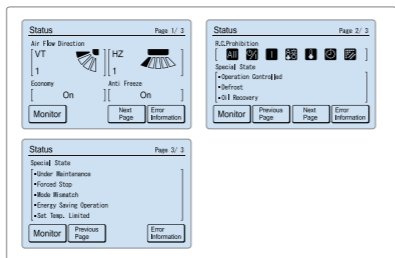 Status Page 1/ 3
Air Flow Direction
VT HZ
1 1
Economy Anti Freeze
On On
Monitor Next Page Error Information
Status Page 2/ 3
R.C.Prohibition
All
Special State
•Operation Controlled
•Defrost
•Oil Recovery
Monitor Previous Page Next Page Error Information
Status Page 3/ 3
Special State
•Under Maintenance
•Forced Stop
•Mode Mismatch
•Energy Saving Operation
•Set Temp. Limited
Monitor Previous Page Error Information